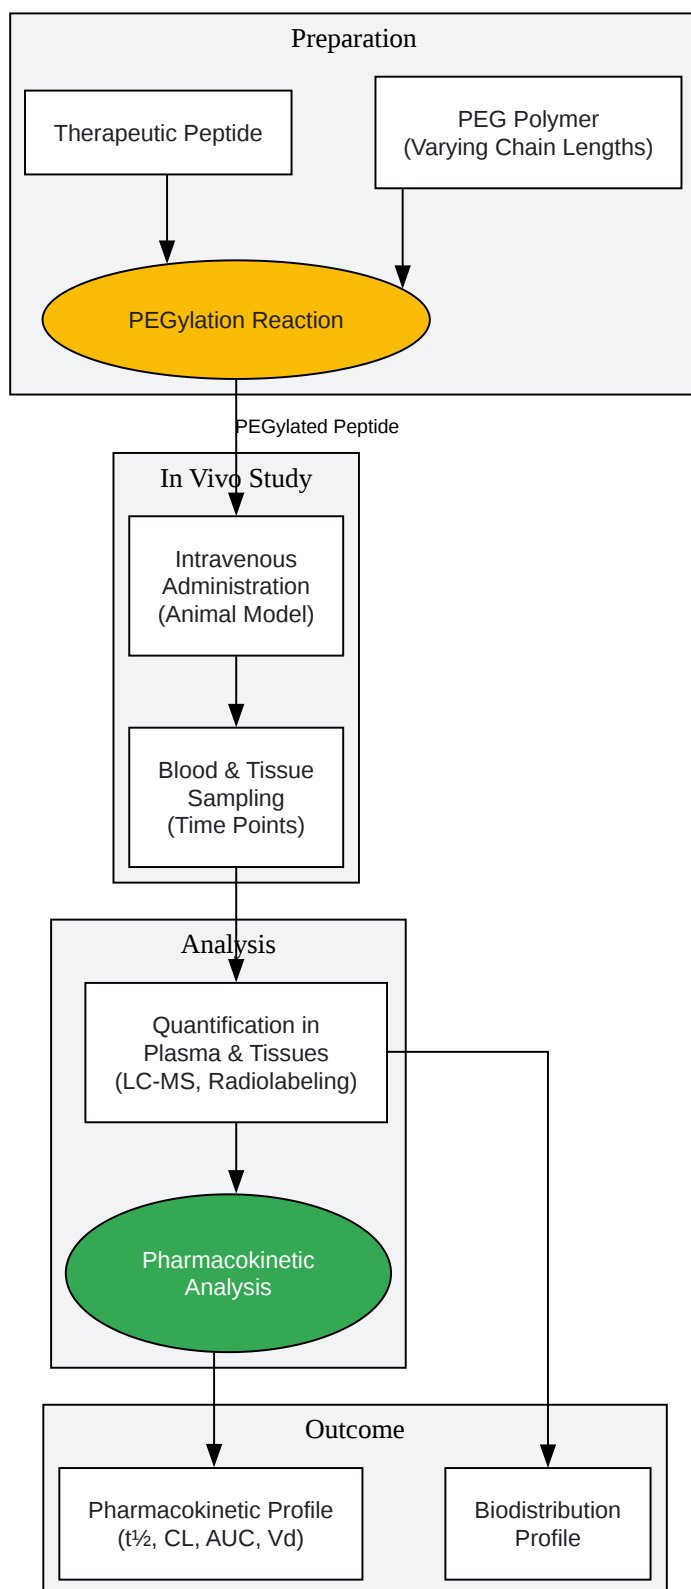 Preparation
Therapeutic Peptide
PEG Polymer
(Varying Chain Lengths)
PEGylation Reaction
PEGylated Peptide
In Vivo Study
Intravenous
Administration
(Animal Model)
Blood & Tissue
Sampling
(Time Points)
Analysis
Quantification in
Plasma & Tissues
(LC-MS, Radiolabeling)
Pharmacokinetic
Analysis
Outcome
Pharmacokinetic Profile
(t½, CL, AUC, Vd)
Biodistribution
Profile